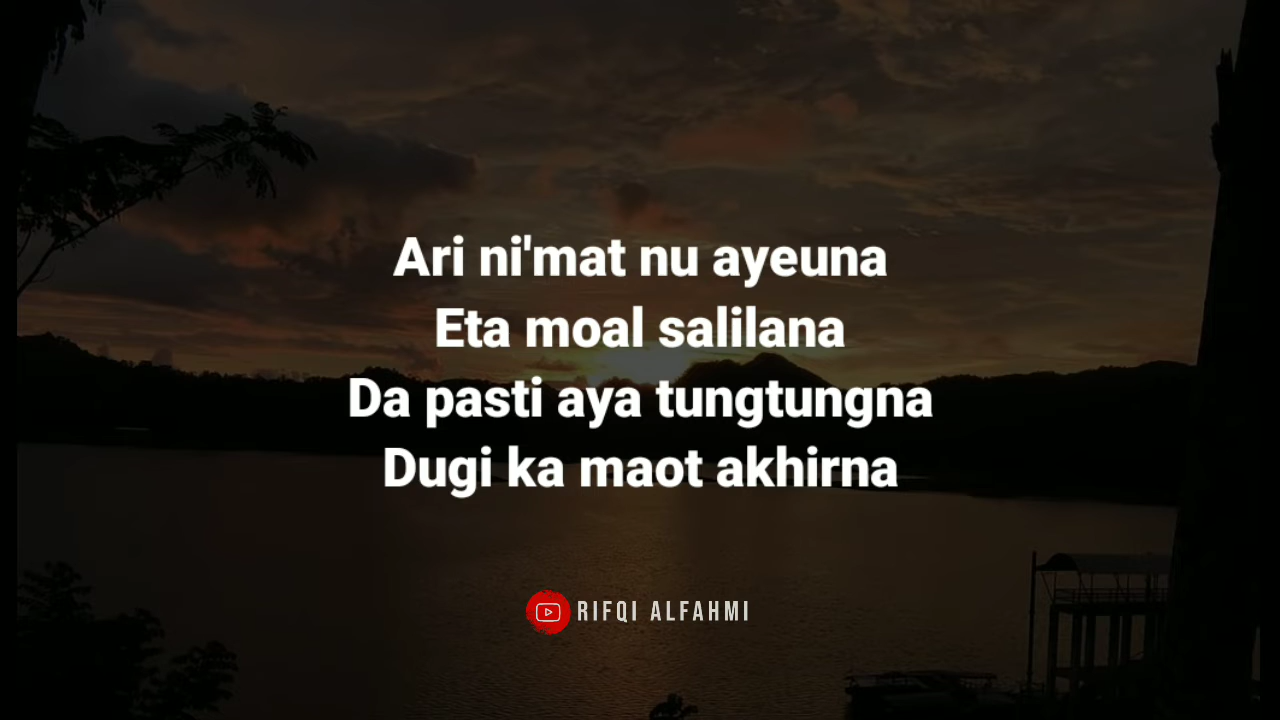 Ari ni'mat nu ayeuna
Eta moal salilana
Da pasti aya tungtungna
Dugi ka maot akhirna
RIFQI ALFAHMI